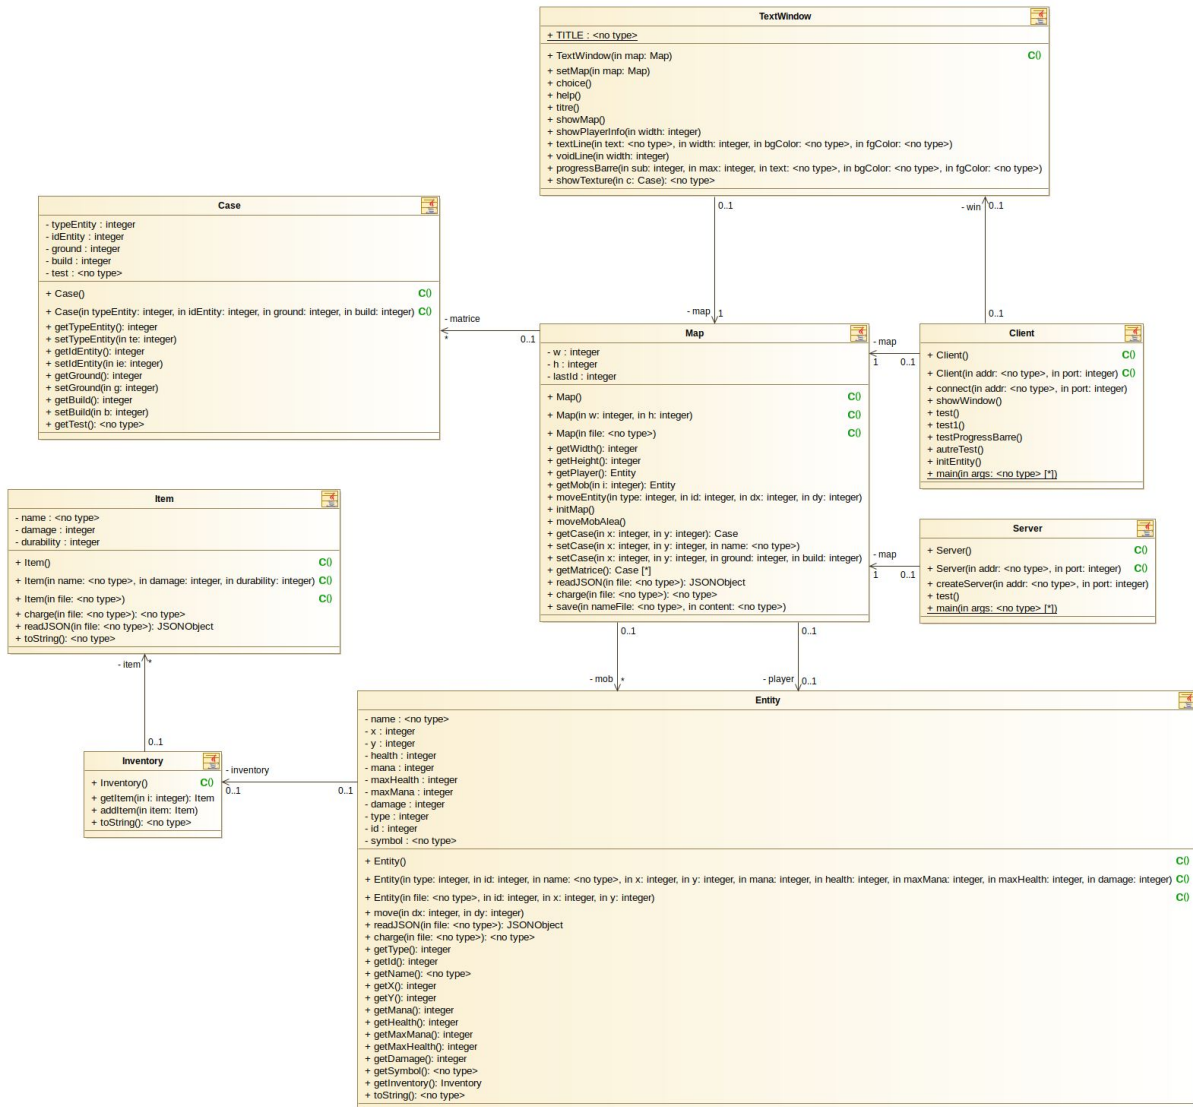 TextWindow
+ TITLE : <no type>
+ TextWindow(in map: Map) C()
+ setMap(in map: Map)
+ choice()
+ help()
+ titre()
+ showMap()
+ showPlayerInfo(in width: integer)
+ textLine(in text: <no type>, in width: integer, in bgColor: <no type>, in fgColor: <no type>)
+ voidLine(in width: integer)
+ progressBarre(in sub: integer, in max: integer, in text: <no type>, in bgColor: <no type>, in fgColor: <no type>)
+ showTexture(in c: Case): <no type>
0..1
- win 0..1
Case
- typeEntity : integer
- idEntity : integer
- ground : integer
- build : integer
- test : <no type>
+ Case() C()
+ Case(in typeEntity: integer, in idEntity: integer, in ground: integer, in build: integer) C()
+ getTypeEntity(): integer
+ setTypeEntity(in te: integer)
+ getIdEntity(): integer
+ setIdEntity(in ie: integer)
+ getGround(): integer
+ setGround(in g: integer)
+ getBuild(): integer
+ setBuild(in b: integer)
+ getTest(): <no type>
- matrice
* 0..1
- map 1
0..1
Map
- w : integer
- h : integer
- lastId : integer
+ Map() C()
+ Map(in w: integer, in h: integer) C()
+ Map(in file: <no type>) C()
+ getWidth(): integer
+ getHeight(): integer
+ getPlayer(): Entity
+ getMob(in i: integer): Entity
+ moveEntity(in type: integer, in id: integer, in dx: integer, in dy: integer)
+ initMap()
+ moveMobAlea()
+ getCase(in x: integer, in y: integer): Case
+ setCase(in x: integer, in y: integer, in name: <no type>)
+ setCase(in x: integer, in y: integer, in ground: integer, in build: integer)
+ getMatrice(): Case [*]
+ readJSON(in file: <no type>): JSONObject
+ charge(in file: <no type>): <no type>
+ save(in nameFile: <no type>, in content: <no type>)
- map
1 0..1
Client
+ Client() C()
+ Client(in addr: <no type>, in port: integer) C()
+ connect(in addr: <no type>, in port: integer)
+ showWindow()
+ test()
+ test1()
+ testProgressBarre()
+ autreTest()
+ initEntity()
+ main(in args: <no type> [*])
- map
1 0..1
Server
+ Server() C()
+ Server(in addr: <no type>, in port: integer) C()
+ createServer(in addr: <no type>, in port: integer)
+ test()
+ main(in args: <no type> [*])
Item
- name : <no type>
- damage : integer
- durability : integer
+ Item() C()
+ Item(in name: <no type>, in damage: integer, in durability: integer) C()
+ Item(in file: <no type>) C()
+ charge(in file: <no type>): <no type>
+ readJSON(in file: <no type>): JSONObject
+ toString(): <no type>
- item *
0..1
Inventory
+ Inventory() C()
+ getItem(in i: integer): Item
+ addItem(in item: Item)
+ toString(): <no type>
- inventory
0..1 0..1
0..1 0..1
- mob * - player 0..1
Entity
- name : <no type>
- x : integer
- y : integer
- health : integer
- mana : integer
- maxHealth : integer
- maxMana : integer
- damage : integer
- type : integer
- id : integer
- symbol : <no type>
+ Entity() C()
+ Entity(in type: integer, in id: integer, in name: <no type>, in x: integer, in y: integer, in mana: integer, in health: integer, in maxMana: integer, in maxHealth: integer, in damage: integer) C()
+ Entity(in file: <no type>, in id: integer, in x: integer, in y: integer) C()
+ move(in dx: integer, in dy: integer)
+ readJSON(in file: <no type>): JSONObject
+ charge(in file: <no type>): <no type>
+ getType(): integer
+ getId(): integer
+ getName(): <no type>
+ getX(): integer
+ getY(): integer
+ getMana(): integer
+ getHealth(): integer
+ getMaxMana(): integer
+ getMaxHealth(): integer
+ getDamage(): integer
+ getSymbol(): <no type>
+ getInventory(): Inventory
+ toString(): <no type>